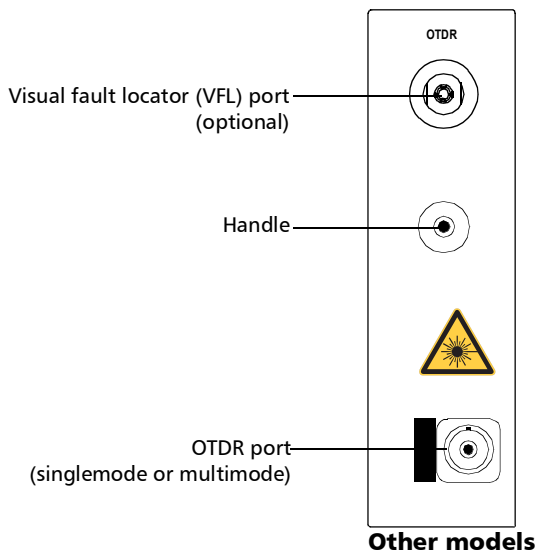 OTDR
Visual fault locator (VFL) port
(optional)
Handle
OTDR port
(singlemode or multimode)
Other models